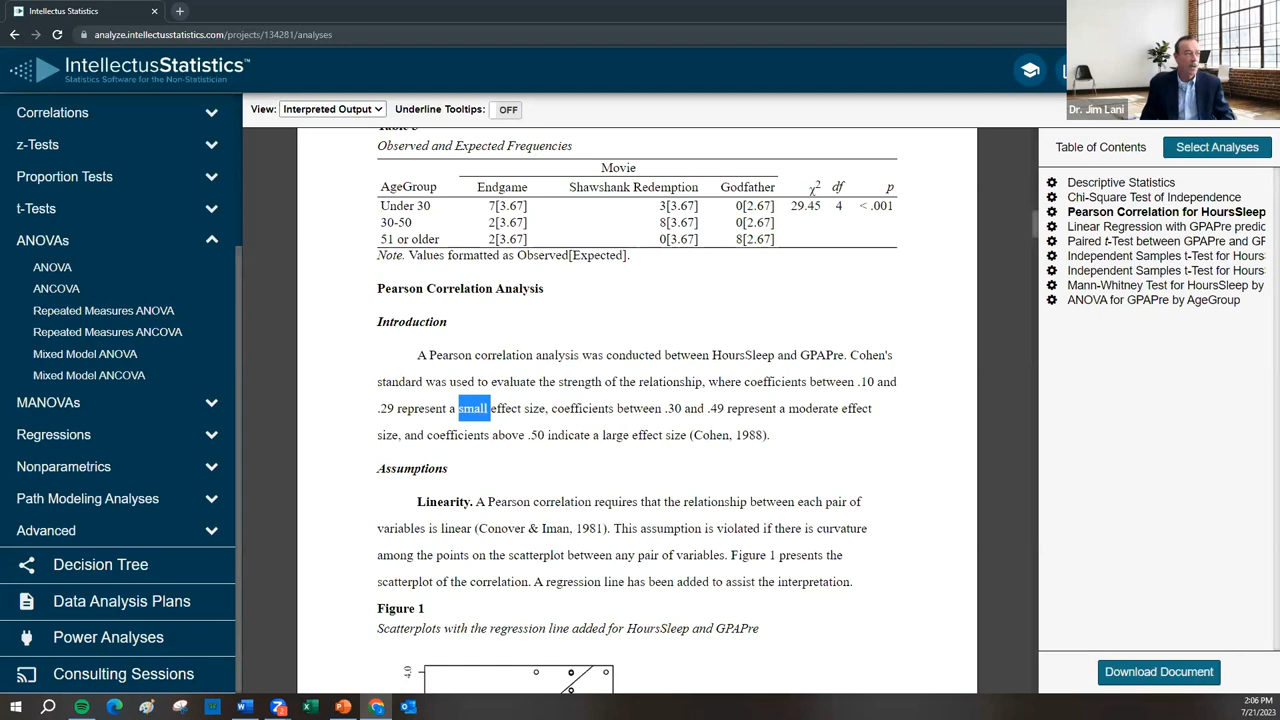 Intellectus Statistics
analyze.intellectusstatistics.com/projects/134281/analyses
IntellectusStatistics™
Statistics Software for the Non-Statistician
Dr. Jim Lani
Correlations
z-Tests
Proportion Tests
t-Tests
ANOVAs
ANOVA
ANCOVA
Repeated Measures ANOVA
Repeated Measures ANCOVA
Mixed Model ANOVA
Mixed Model ANCOVA
MANOVAs
Regressions
Nonparametrics
Path Modeling Analyses
Advanced
Decision Tree
Data Analysis Plans
Power Analyses
Consulting Sessions
View: Interpreted Output Underline Tooltips: OFF
Observed and Expected Frequencies
Movie
AgeGroup Endgame Shawshank Redemption Godfather χ2 df p
Under 30 7[3.67] 3[3.67] 0[2.67] 29.45 4 < .001
30-50 2[3.67] 8[3.67] 0[2.67]
51 or older 2[3.67] 0[3.67] 8[2.67]
Note. Values formatted as Observed[Expected].
Pearson Correlation Analysis
Introduction
A Pearson correlation analysis was conducted between HoursSleep and GPAPre. Cohen's
standard was used to evaluate the strength of the relationship, where coefficients between .10 and
.29 represent a small effect size, coefficients between .30 and .49 represent a moderate effect
size, and coefficients above .50 indicate a large effect size (Cohen, 1988).
Assumptions
Linearity. A Pearson correlation requires that the relationship between each pair of
variables is linear (Conover & Iman, 1981). This assumption is violated if there is curvature
among the points on the scatterplot between any pair of variables. Figure 1 presents the
scatterplot of the correlation. A regression line has been added to assist the interpretation.
Figure 1
Scatterplots with the regression line added for HoursSleep and GPAPre
4.0
Table of Contents Select Analyses
Descriptive Statistics
Chi-Square Test of Independence
Pearson Correlation for HoursSleep
Linear Regression with GPAPre predic
Paired t-Test between GPAPre and GF
Independent Samples t-Test for Hours
Independent Samples t-Test for Hours
Mann-Whitney Test for HoursSleep by
ANOVA for GPAPre by AgeGroup
Download Document
2:06 PM
7/21/2023